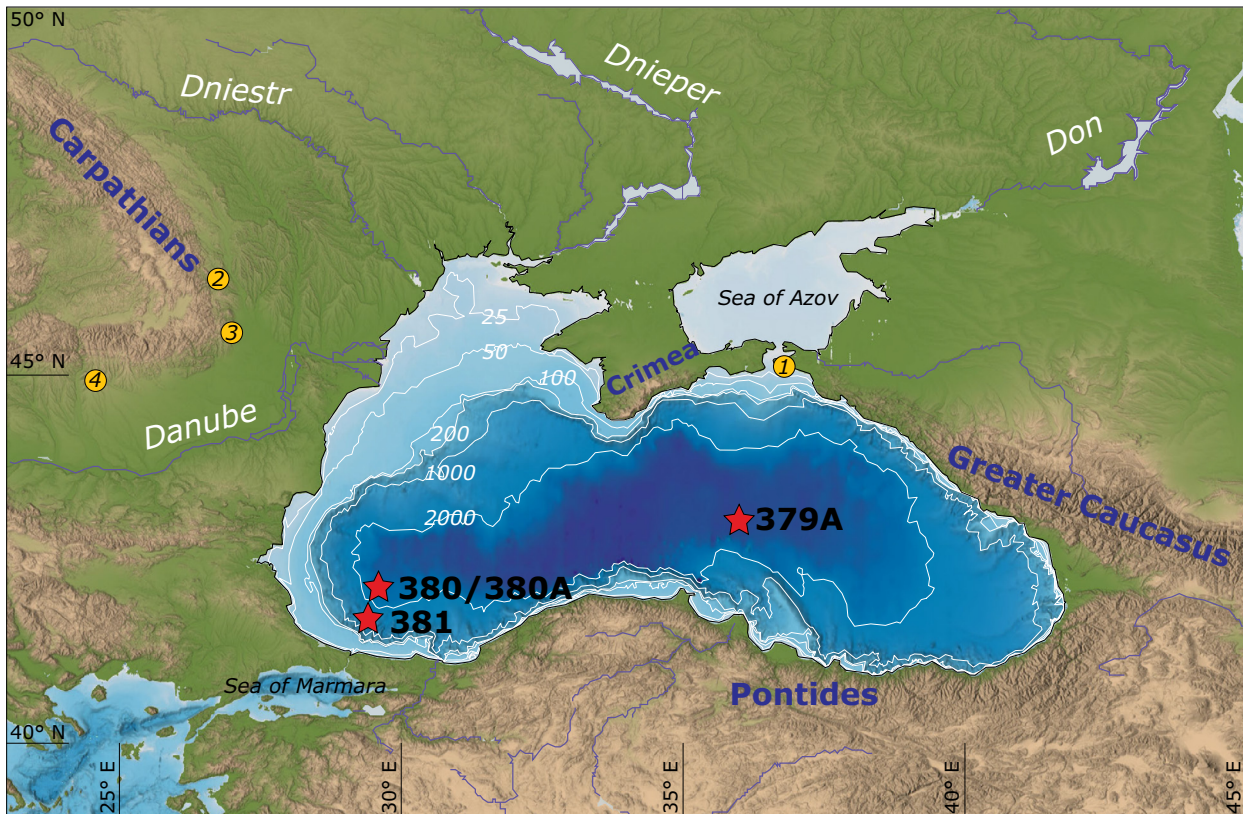 50° N
Dniestr
Dnieper
Don
Carpathians
2
3
4
45° N
Danube
Sea of Azov
Crimea
1
25
50
100
200
1000
2000
Greater Caucasus
379A
380/380A
381
Sea of Marmara
Pontides
40° N
25° E
30° E
35° E
40° E
45° E